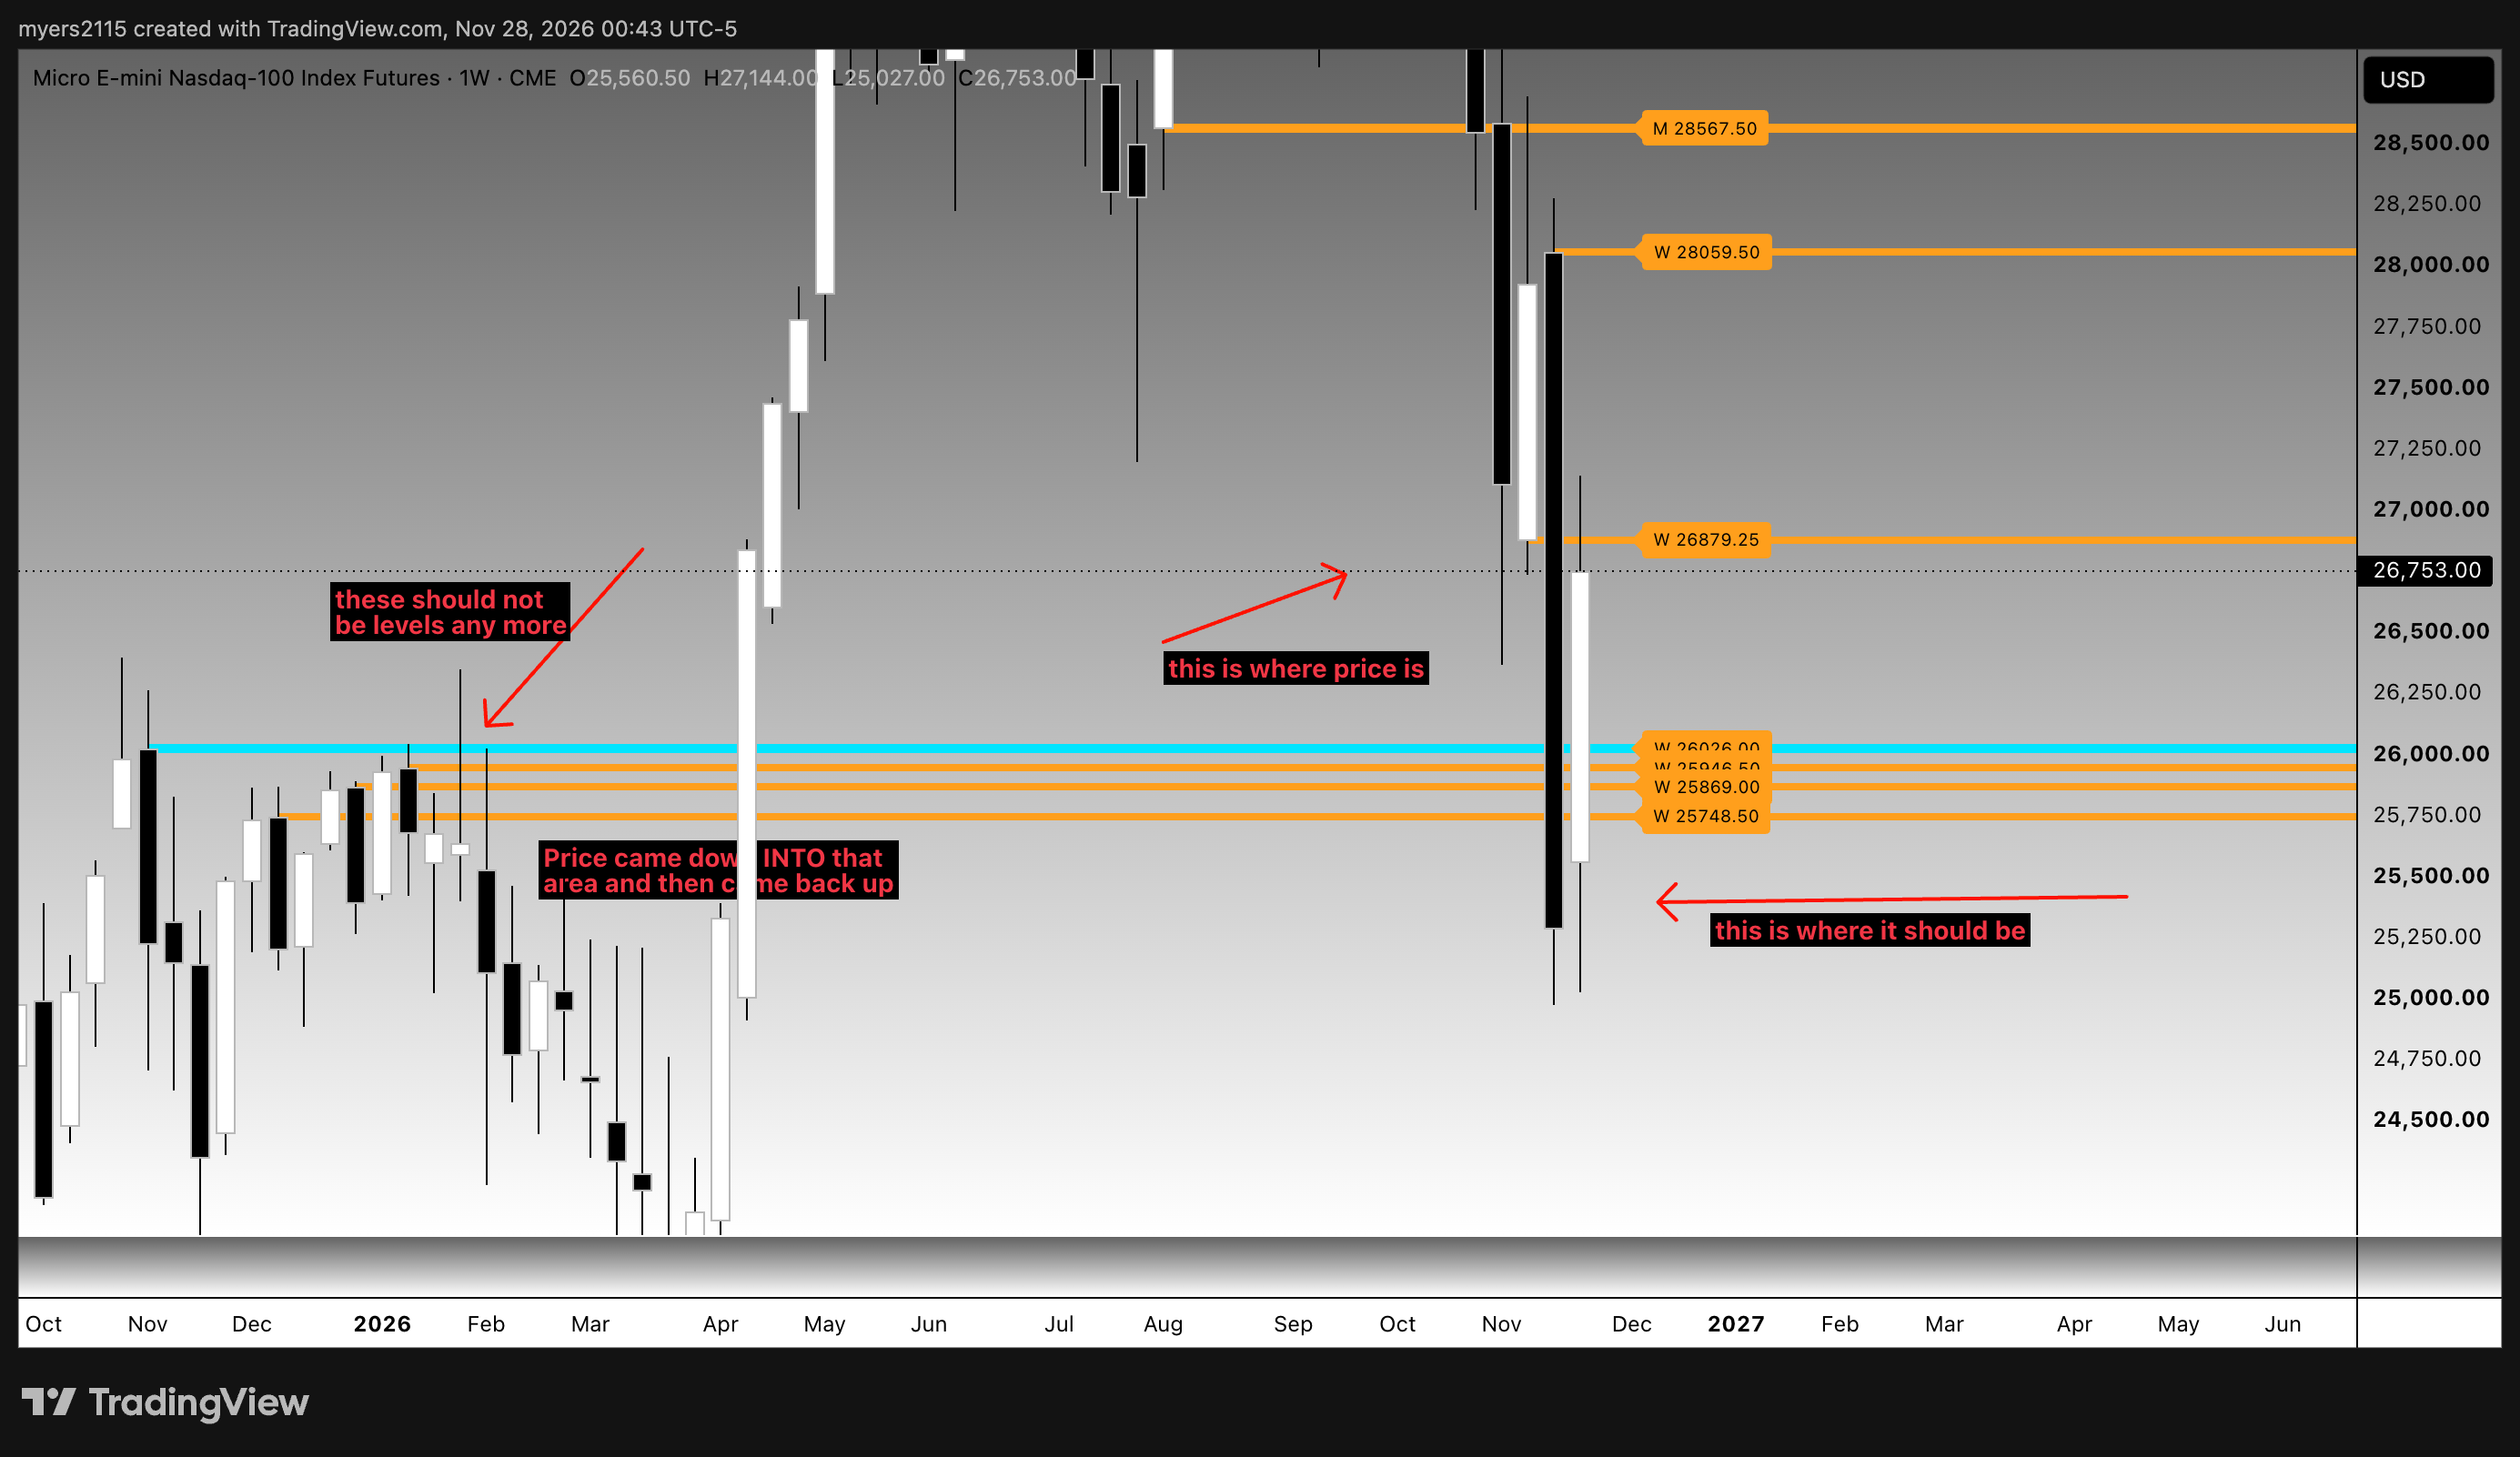 myers2115 created with TradingView.com, Nov 28, 2026 00:43 UTC-5
Micro E-mini Nasdaq-100 Index Futures · 1W · CME O25,560.50 H27,144.00 L25,027.00 C26,753.00
USD
M 28567.50
28,500.00
28,250.00
W 28059.50
28,000.00
27,750.00
27,500.00
27,250.00
27,000.00
W 26879.25
26,753.00
these should not
be levels any more
26,500.00
this is where price is
26,250.00
W 26026.00
26,000.00
W 25946.50
W 25869.00
W 25748.50
25,750.00
Price came down INTO that
area and then came back up
25,500.00
this is where it should be
25,250.00
25,000.00
24,750.00
24,500.00
Oct Nov Dec 2026 Feb Mar Apr May Jun Jul Aug Sep Oct Nov Dec 2027 Feb Mar Apr May Jun
TradingView